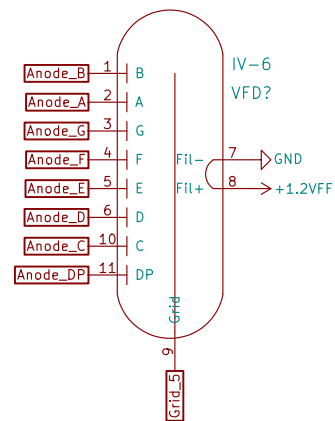 IV-6
VFD?
Anode_B 1 B
Anode_A 2 A
Anode_G 3 G
Anode_F 4 F Fil- 7 GND
Anode_E 5 E Fil+ 8 +1.2VFF
Anode_D 6 D
Anode_C 10 C
Anode_DP 11 DP
Grid
9
Grid_5